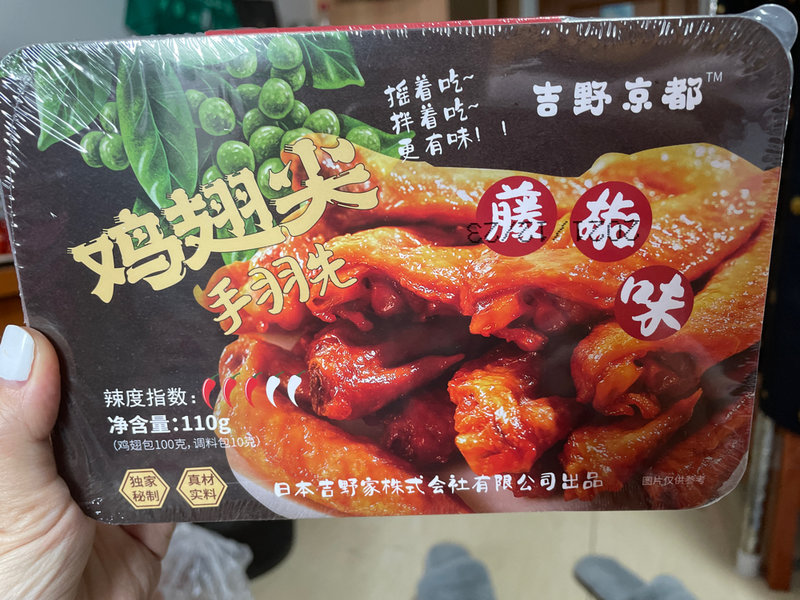 摇着吃~
拌着吃~
更有味！！
吉野京都™
鸡翅尖
手羽先
藤椒味
辣度指数：
净含量：110g
（鸡翅包100克，调料包10克）
独家
秘制
真材
实料
日本吉野家株式会社有限公司出品
图片仅供参考